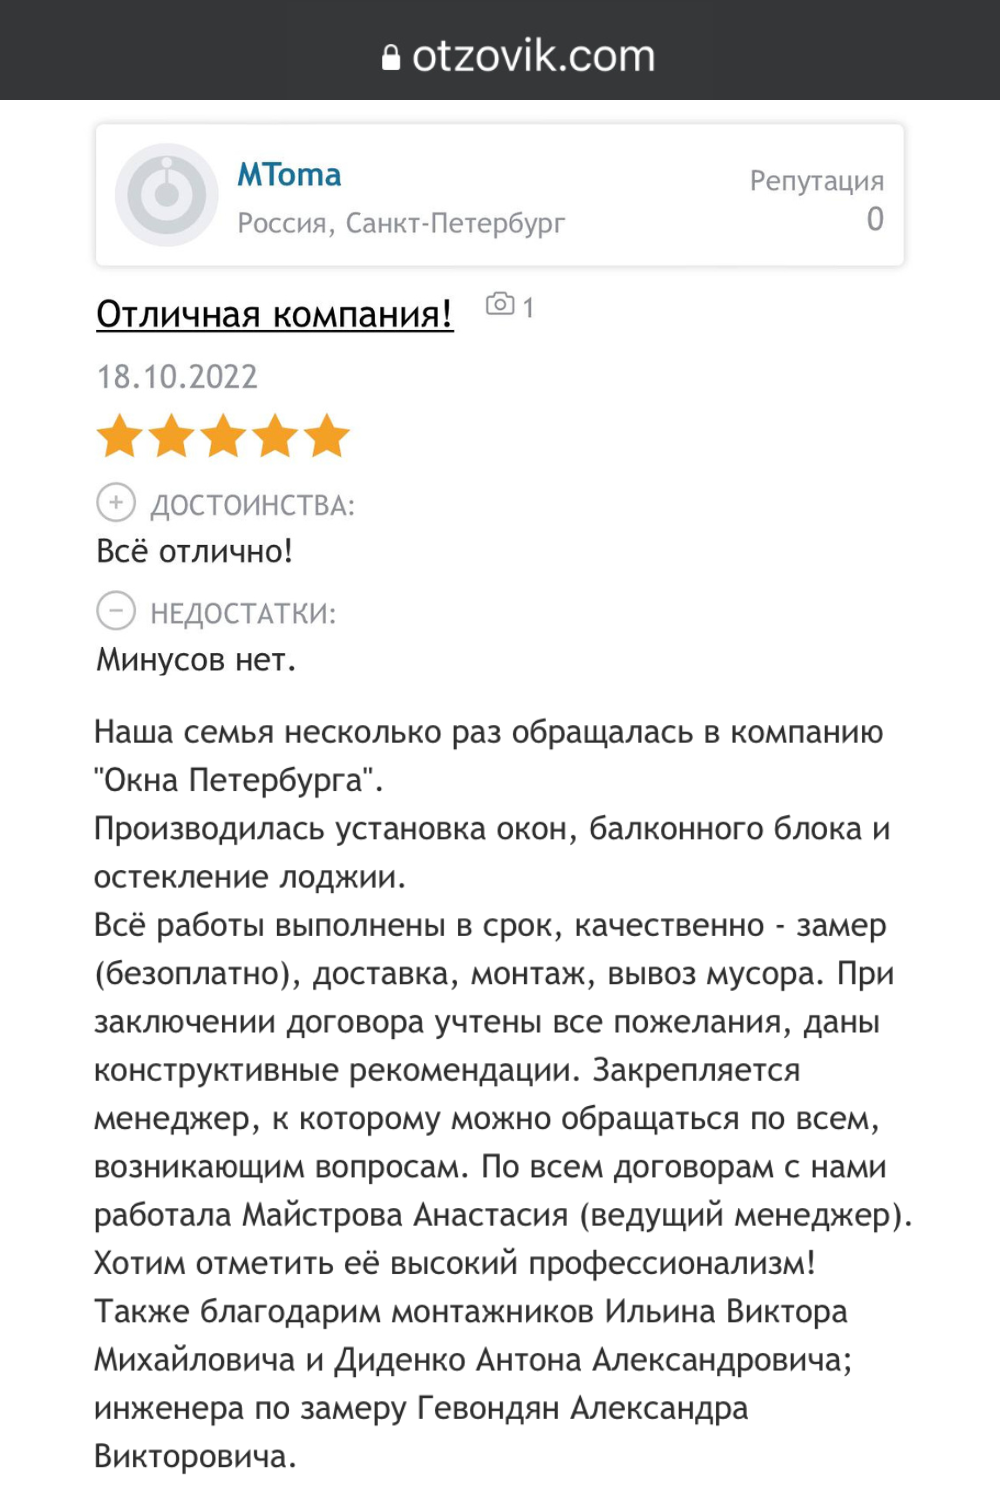 otzovik.com
MToma
Россия, Санкт-Петербург
Репутация
0
Отличная компания!
1
18.10.2022
ДОСТОИНСТВА:
Всё отлично!
НЕДОСТАТКИ:
Минусов нет.
Наша семья несколько раз обращалась в компанию
"Окна Петербурга".
Производилась установка окон, балконного блока и
остекление лоджии.
Всё работы выполнены в срок, качественно - замер
(безоплатно), доставка, монтаж, вывоз мусора. При
заключении договора учтены все пожелания, даны
конструктивные рекомендации. Закрепляется
менеджер, к которому можно обращаться по всем,
возникающим вопросам. По всем договорам с нами
работала Майстрова Анастасия (ведущий менеджер).
Хотим отметить её высокий профессионализм!
Также благодарим монтажников Ильина Виктора
Михайловича и Диденко Антона Александровича;
инженера по замеру Гевондян Александра
Викторовича.